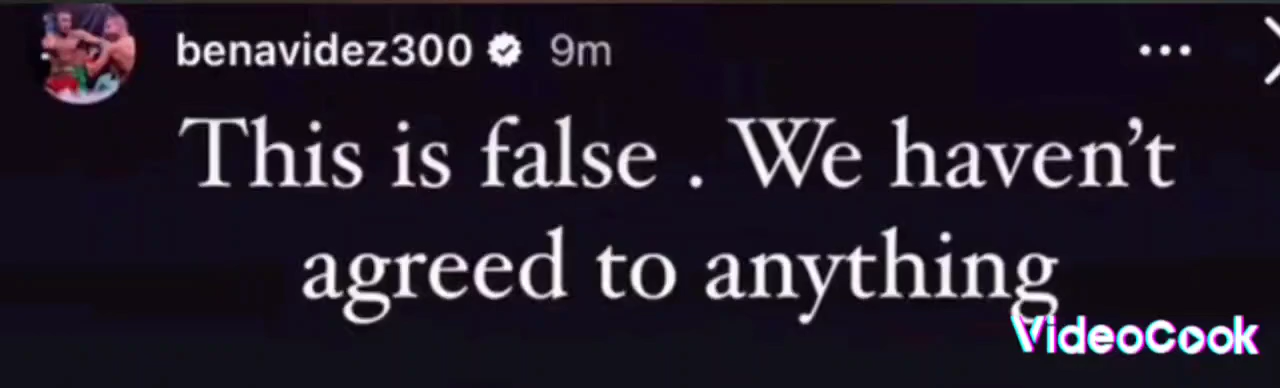 benavidez300 9m
This is false . We haven't
agreed to anything
VideoCook